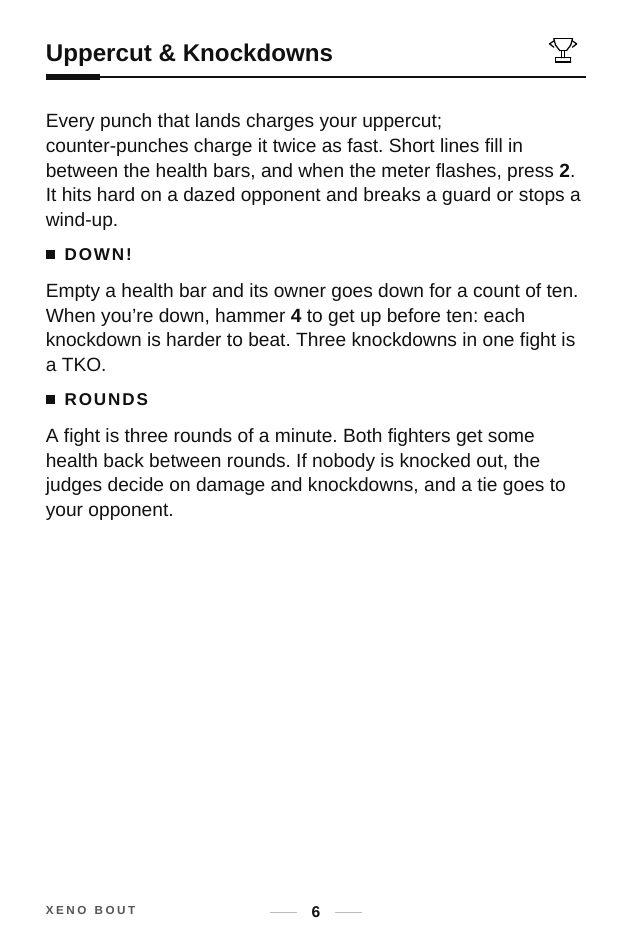 Uppercut & Knockdowns
Every punch that lands charges your uppercut;
counter-punches charge it twice as fast. Short lines fill in
between the health bars, and when the meter flashes, press 2.
It hits hard on a dazed opponent and breaks a guard or stops a
wind-up.
DOWN!
Empty a health bar and its owner goes down for a count of ten.
When you’re down, hammer 4 to get up before ten: each
knockdown is harder to beat. Three knockdowns in one fight is
a TKO.
ROUNDS
A fight is three rounds of a minute. Both fighters get some
health back between rounds. If nobody is knocked out, the
judges decide on damage and knockdowns, and a tie goes to
your opponent.
XENO BOUT
6